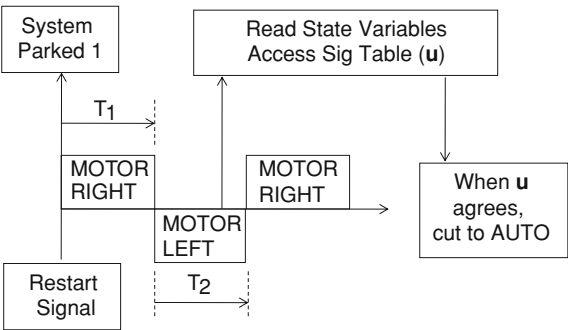 System
Parked 1
Read State Variables
Access Sig Table (u)
T1
MOTOR
RIGHT
MOTOR
RIGHT
MOTOR
LEFT
When u
agrees,
cut to AUTO
Restart
Signal
T2